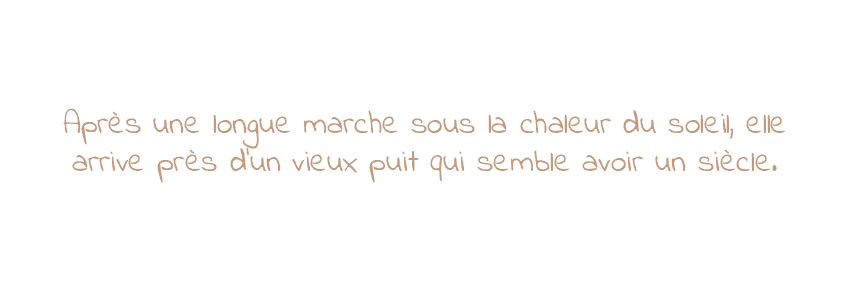 Après une longue marche sous la chaleur du soleil, elle
arrive près d'un vieux puit qui semble avoir un siècle.